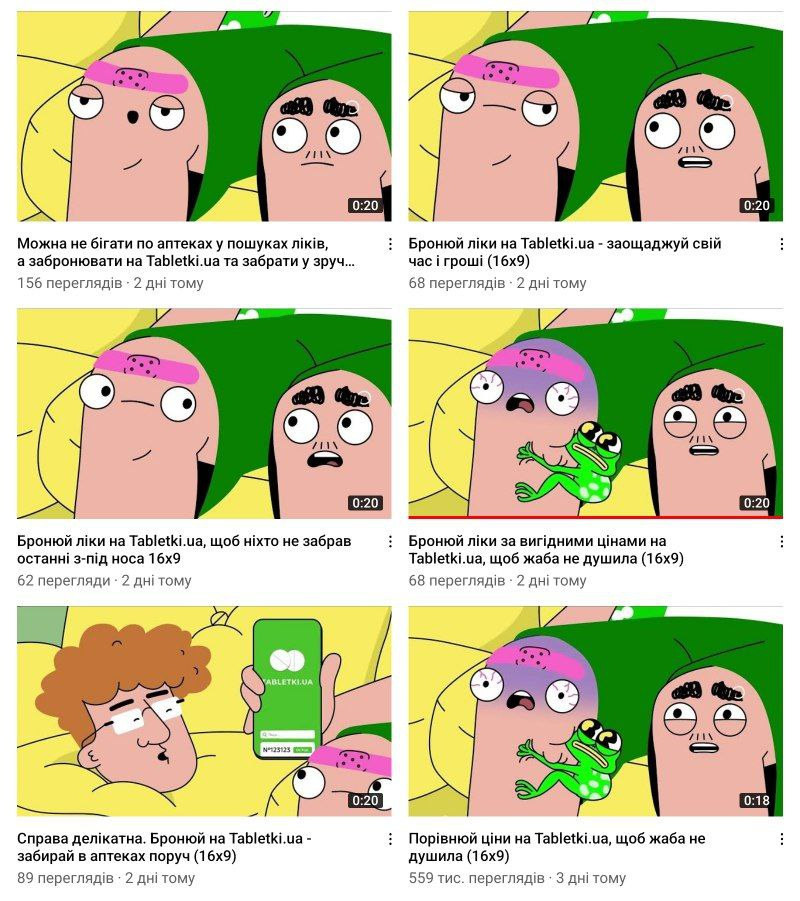 0:20
0:20
Можна не бігати по аптеках у пошуках ліків,
а забронювати на Tabletki.ua та забрати у зруч...
156 переглядів · 2 дні тому
Бронюй ліки на Tabletki.ua - заощаджуй свій
час і гроші (16x9)
68 переглядів · 2 дні тому
0:20
0:20
Бронюй ліки на Tabletki.ua, щоб ніхто не забрав
останні з-під носа 16x9
62 перегляди · 2 дні тому
Бронюй ліки за вигідними цінами на
Tabletki.ua, щоб жаба не душила (16x9)
68 переглядів · 2 дні тому
TABLETKI.UA
№123123
0:20
0:18
Справа делікатна. Бронюй на Tabletki.ua -
забирай в аптеках поруч (16x9)
89 переглядів · 2 дні тому
Порівнюй ціни на Tabletki.ua, щоб жаба не
душила (16x9)
559 тис. переглядів · 3 дні тому